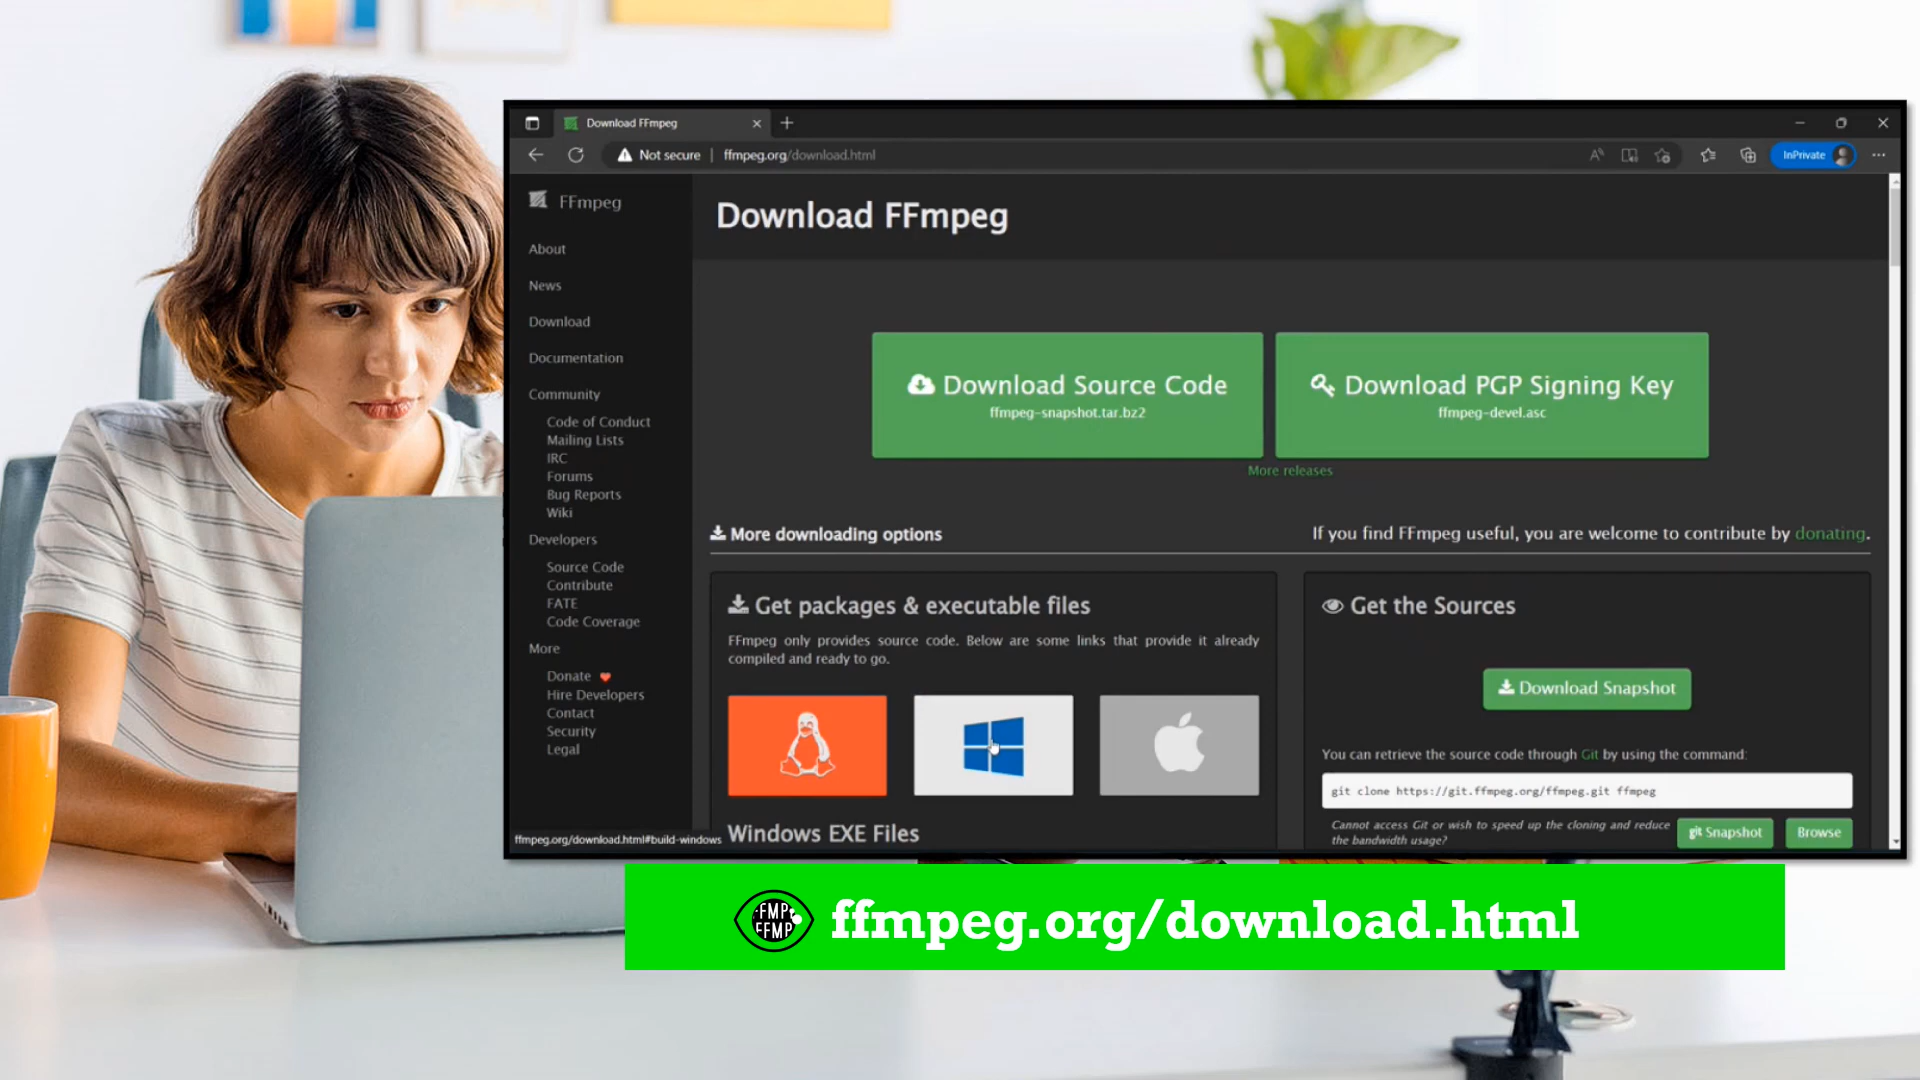 Download FFmpeg
Not secure | ffmpeg.org/download.html
InPrivate
FFmpeg
About
News
Download
Documentation
Community
Code of Conduct
Mailing Lists
IRC
Forums
Bug Reports
Wiki
Developers
Source Code
Contribute
FATE
Code Coverage
More
Donate
Hire Developers
Contact
Security
Legal
ffmpeg.org/download.html#build-windows
Download FFmpeg
Download Source Code
ffmpeg-snapshot.tar.bz2
Download PGP Signing Key
ffmpeg-devel.asc
More releases
More downloading options
If you find FFmpeg useful, you are welcome to contribute by donating.
Get packages & executable files
FFmpeg only provides source code. Below are some links that provide it already
compiled and ready to go.
Windows EXE Files
Get the Sources
Download Snapshot
You can retrieve the source code through Git by using the command:
git clone https://git.ffmpeg.org/ffmpeg.git ffmpeg
Cannot access Git or wish to speed up the cloning and reduce
the bandwidth usage?
git Snapshot
Browse
ffmpeg.org/download.html